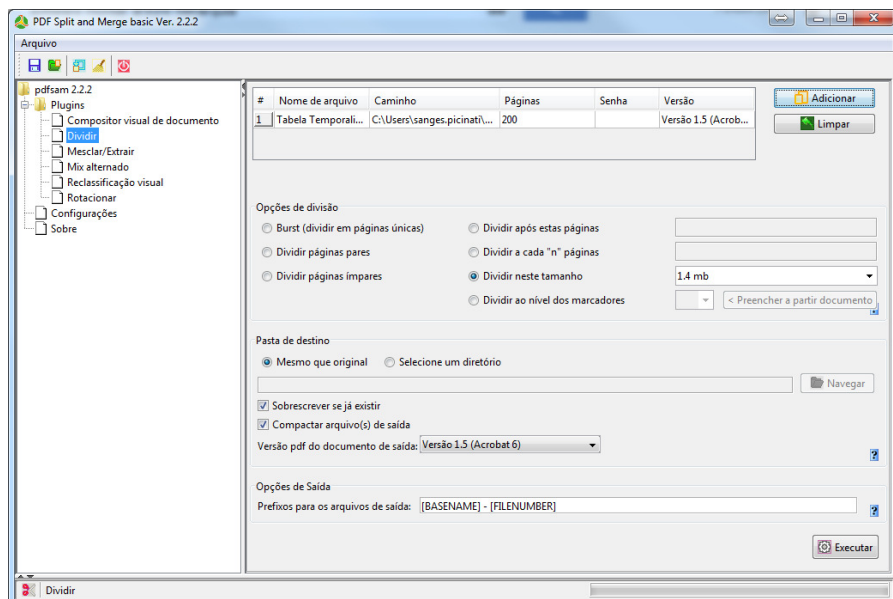 PDF Split and Merge basic Ver. 2.2.2
Arquivo
pdfsam 2.2.2
Plugins
Compositor visual de documento
Dividir
Mesclar/Extrair
Mix alternado
Reclassificação visual
Rotacionar
Configurações
Sobre
# Nome de arquivo Caminho Páginas Senha Versão
1 Tabela Temporali... C:\Users\sanges.picinati\... 200 Versão 1.5 (Acrob...
Adicionar
Limpar
Opções de divisão
Burst (dividir em páginas únicas) Dividir após estas páginas
Dividir páginas pares Dividir a cada "n" páginas
Dividir páginas ímpares Dividir neste tamanho 1.4 mb
Dividir ao nível dos marcadores < Preencher a partir documento
Pasta de destino
Mesmo que original Selecione um diretório
Navegar
Sobrescrever se já existir
Compactar arquivo(s) de saída
Versão pdf do documento de saída: Versão 1.5 (Acrobat 6)
?
Opções de Saída
Prefixos para os arquivos de saída: [BASENAME] - [FILENUMBER] ?
Executar
Dividir